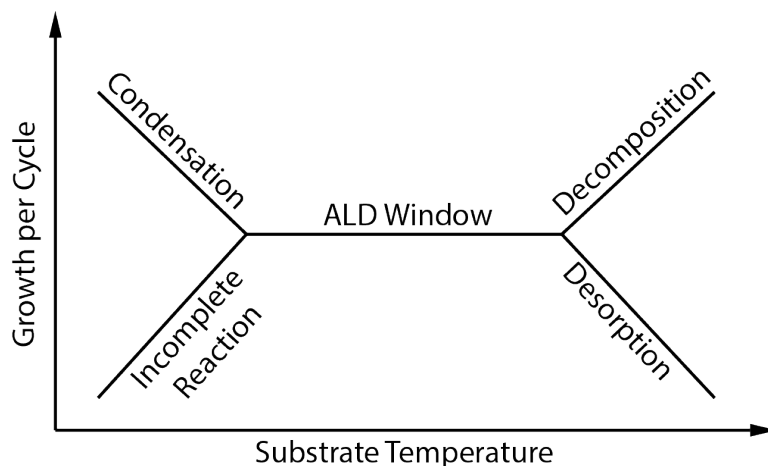 Growth per Cycle
Condensation
Incomplete
Reaction
ALD Window
Decomposition
Desorption
Substrate Temperature